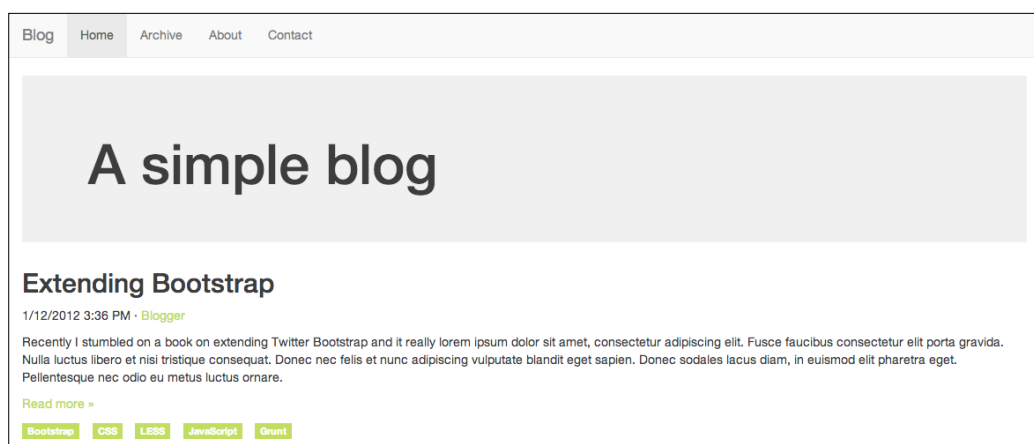 Blog Home Archive About Contact
A simple blog
Extending Bootstrap
1/12/2012 3:36 PM · Blogger
Recently I stumbled on a book on extending Twitter Bootstrap and it really lorem ipsum dolor sit amet, consectetur adipiscing elit. Fusce faucibus consectetur elit porta gravida.
Nulla luctus libero et nisi tristique consequat. Donec nec felis et nunc adipiscing vulputate blandit eget sapien. Donec sodales lacus diam, in euismod elit pharetra eget.
Pellentesque nec odio eu metus luctus ornare.
Read more »
Bootstrap CSS LESS JavaScript Grunt